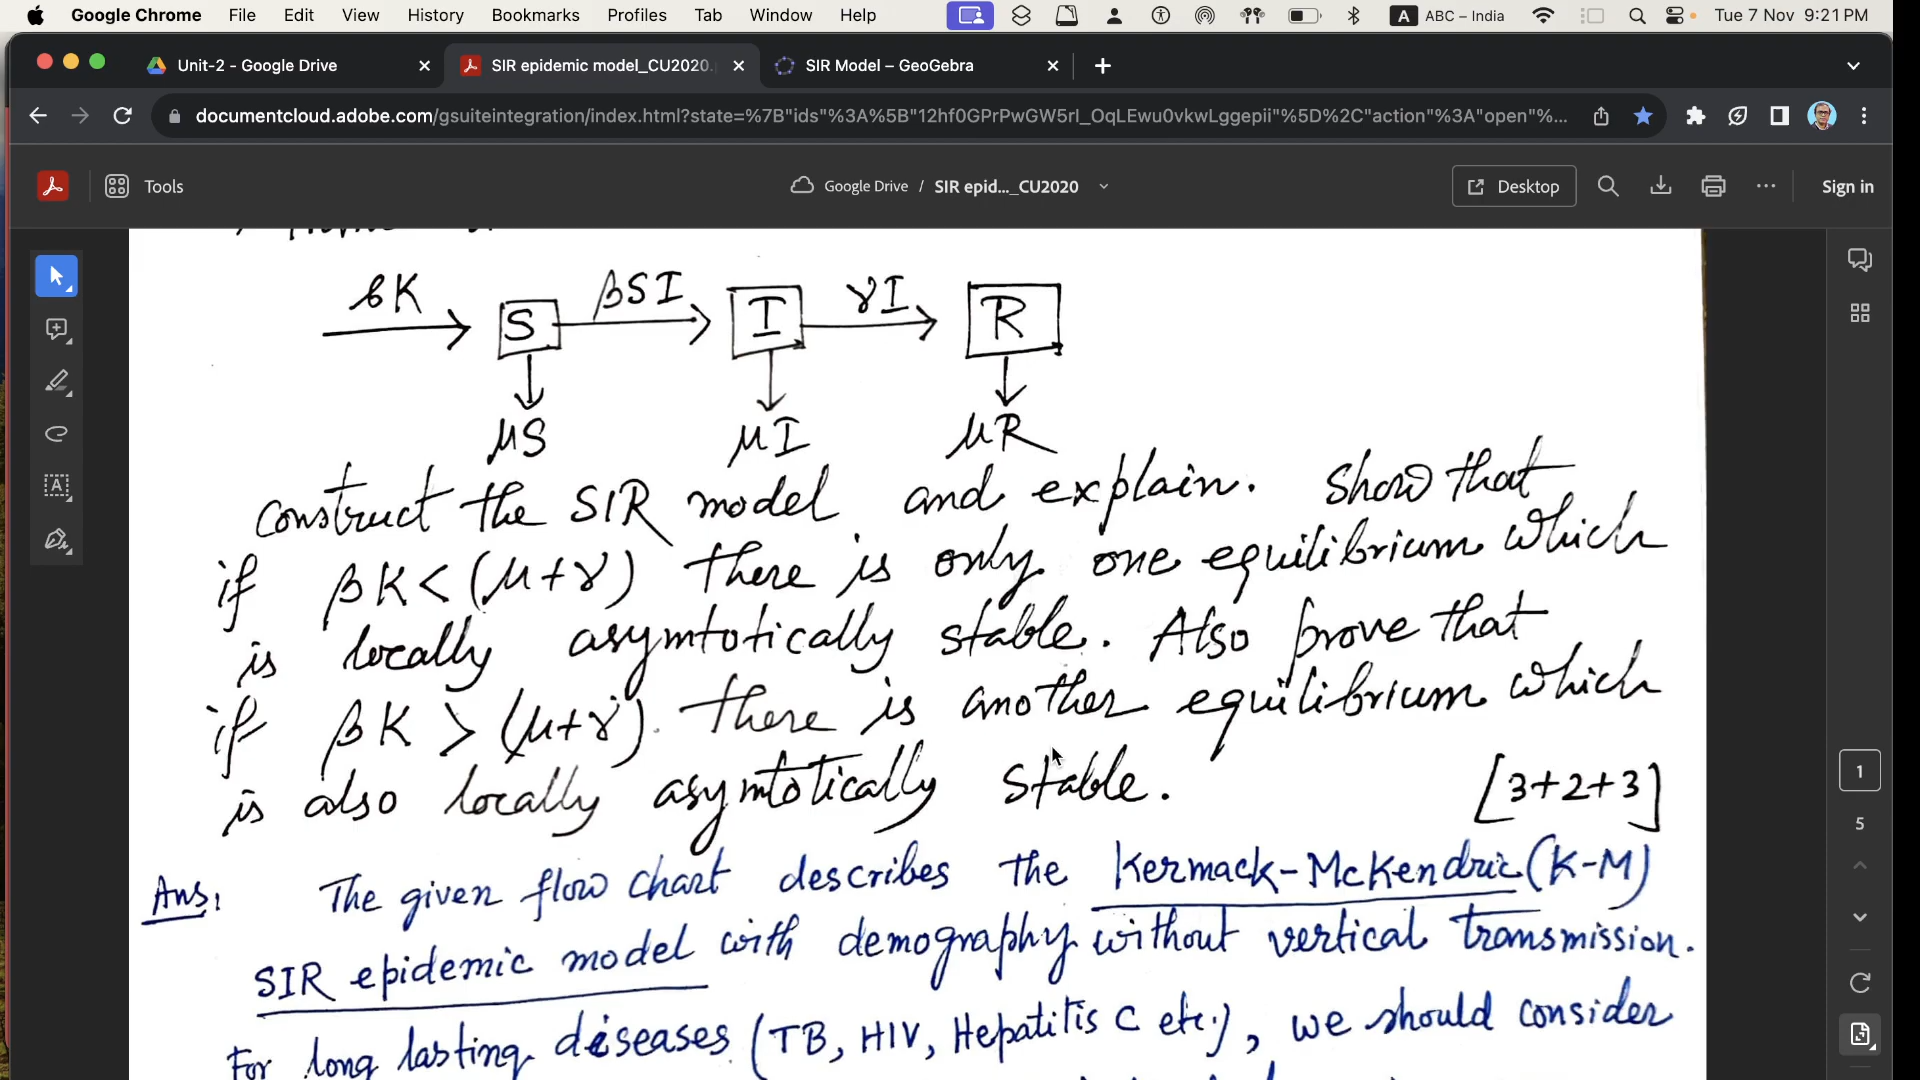 Google Chrome File Edit View History Bookmarks Profiles Tab Window Help A ABC – India Tue 7 Nov 9:21 PM
Unit-2 - Google Drive SIR epidemic model_CU2020. SIR Model – GeoGebra
documentcloud.adobe.com/gsuiteintegration/index.html?state=%7B"ids"%3A%5B"12hf0GPrPwGW5rl_OqLEwu0vkwLggepii"%5D%2C"action"%3A"open"%...
Tools Google Drive / SIR epid..._CU2020 Desktop Sign in
bK βSI γI
S I R
μS μI μR
construct the SIR model and explain. Show that
if βK < (μ+γ) there is only one equilibrium which
is locally asymtotically stable. Also prove that
if βK > (μ+γ). there is another equilibrium which
is also locally asymtotically stable. [3+2+3]
Ans: The given flow chart describes the Kermack-McKendric (K-M)
SIR epidemic model with demography without vertical transmission.
For long lasting diseases (TB, HIV, Hepatitis C etc.), we should consider
1
5